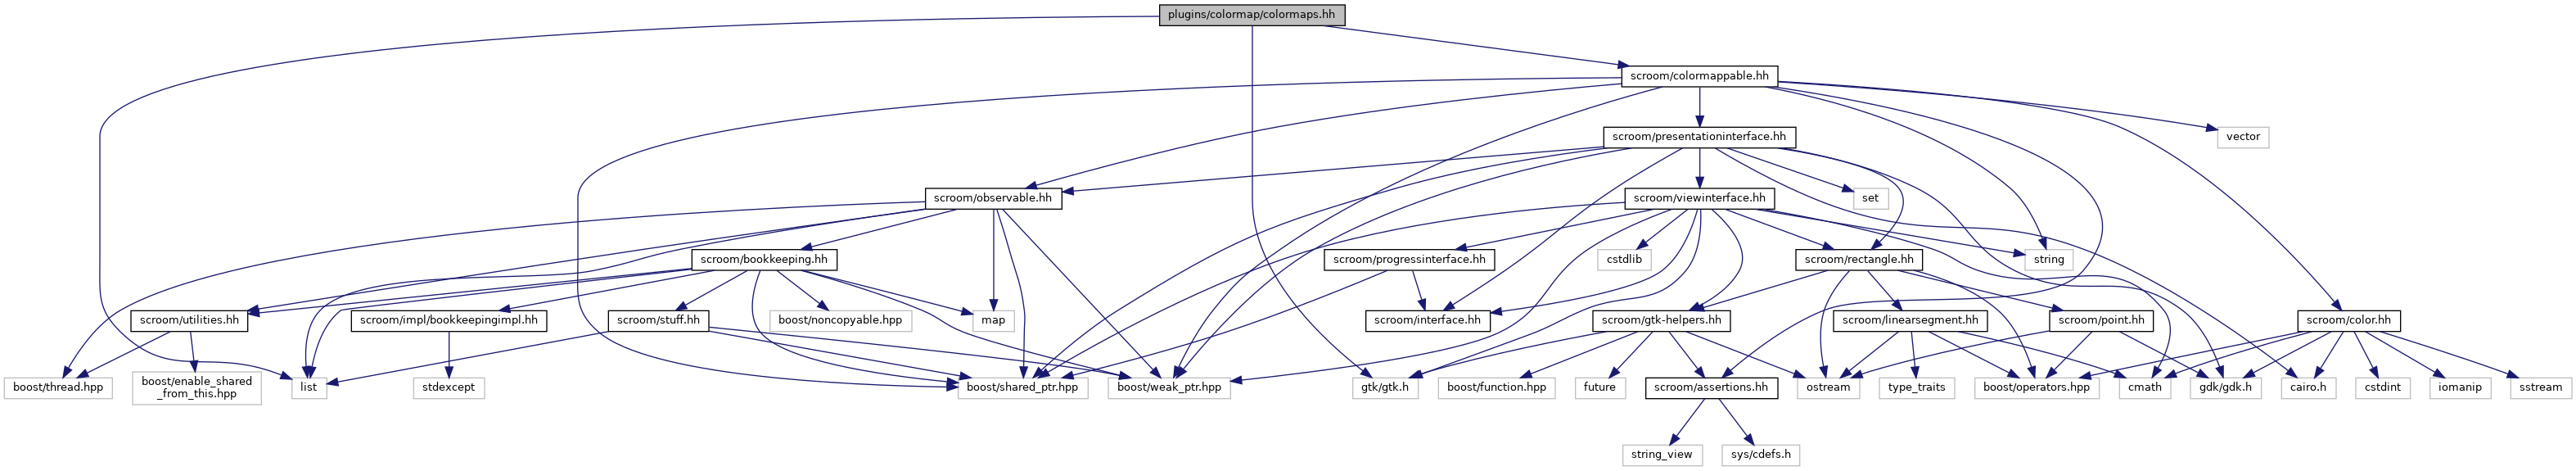 plugins/colormap/colormaps.hh
scroom/colormappable.hh
scroom/presentationinterface.hh
vector
scroom/observable.hh
scroom/viewinterface.hh
set
scroom/bookkeeping.hh
scroom/progressinterface.hh
cstdlib
scroom/rectangle.hh
string
scroom/utilities.hh
scroom/impl/bookkeepingimpl.hh
scroom/stuff.hh
boost/noncopyable.hpp
map
scroom/interface.hh
scroom/gtk-helpers.hh
scroom/linearsegment.hh
scroom/point.hh
scroom/color.hh
boost/thread.hpp
boost/enable_shared
_from_this.hpp
list
stdexcept
boost/shared_ptr.hpp
boost/weak_ptr.hpp
gtk/gtk.h
boost/function.hpp
future
scroom/assertions.hh
ostream
type_traits
boost/operators.hpp
cmath
gdk/gdk.h
cairo.h
cstdint
iomanip
sstream
string_view
sys/cdefs.h